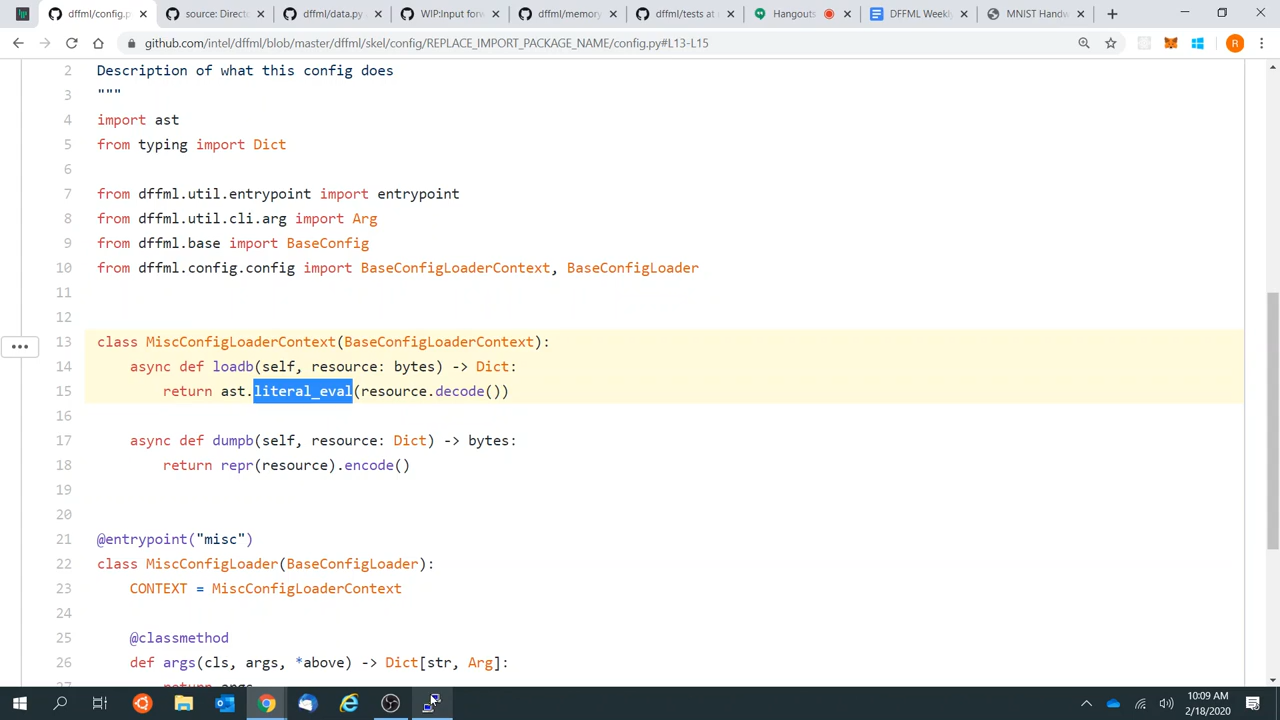 dffml/config.p
source: Direct
dffml/data.py
WIP:Input forw
dffml/memory
dffml/tests at
Hangouts
DFFML Weekly
MNIST Handw
github.com/intel/dffml/blob/master/dffml/skel/config/REPLACE_IMPORT_PACKAGE_NAME/config.py#L13-L15
R
2 Description of what this config does
3 """
4 import ast
5 from typing import Dict
6
7 from dffml.util.entrypoint import entrypoint
8 from dffml.util.cli.arg import Arg
9 from dffml.base import BaseConfig
10 from dffml.config.config import BaseConfigLoaderContext, BaseConfigLoader
11
12
13 class MiscConfigLoaderContext(BaseConfigLoaderContext):
14 async def loadb(self, resource: bytes) -> Dict:
15 return ast.literal_eval(resource.decode())
16
17 async def dumpb(self, resource: Dict) -> bytes:
18 return repr(resource).encode()
19
20
21 @entrypoint("misc")
22 class MiscConfigLoader(BaseConfigLoader):
23 CONTEXT = MiscConfigLoaderContext
24
25 @classmethod
26 def args(cls, args, *above) -> Dict[str, Arg]:
27 return args
10:09 AM
2/18/2020